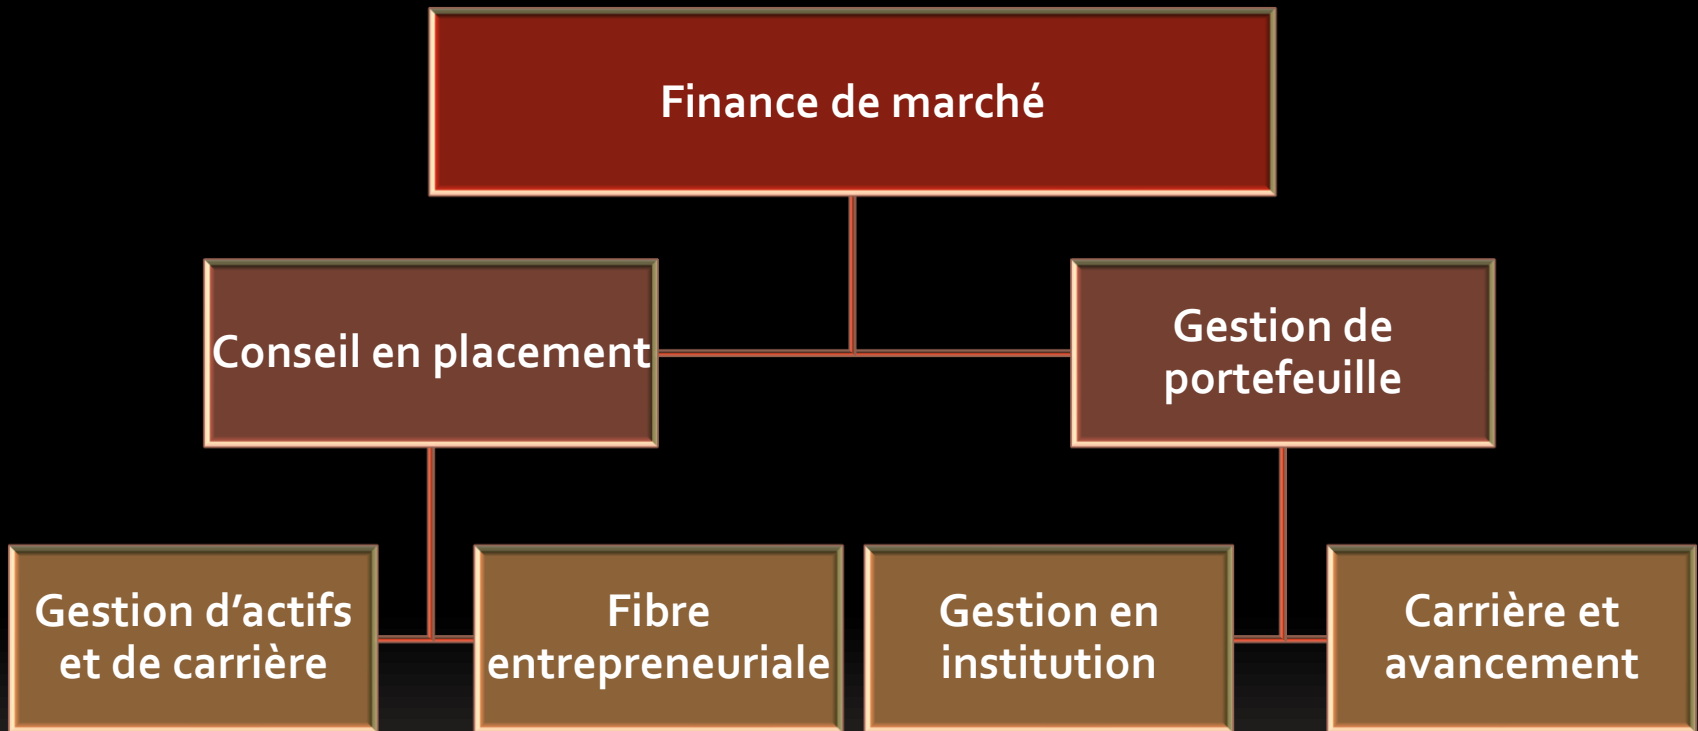 Finance de marché
Conseil en placement
Gestion de
portefeuille
Gestion d’actifs
et de carrière
Fibre
entrepreneuriale
Gestion en
institution
Carrière et
avancement